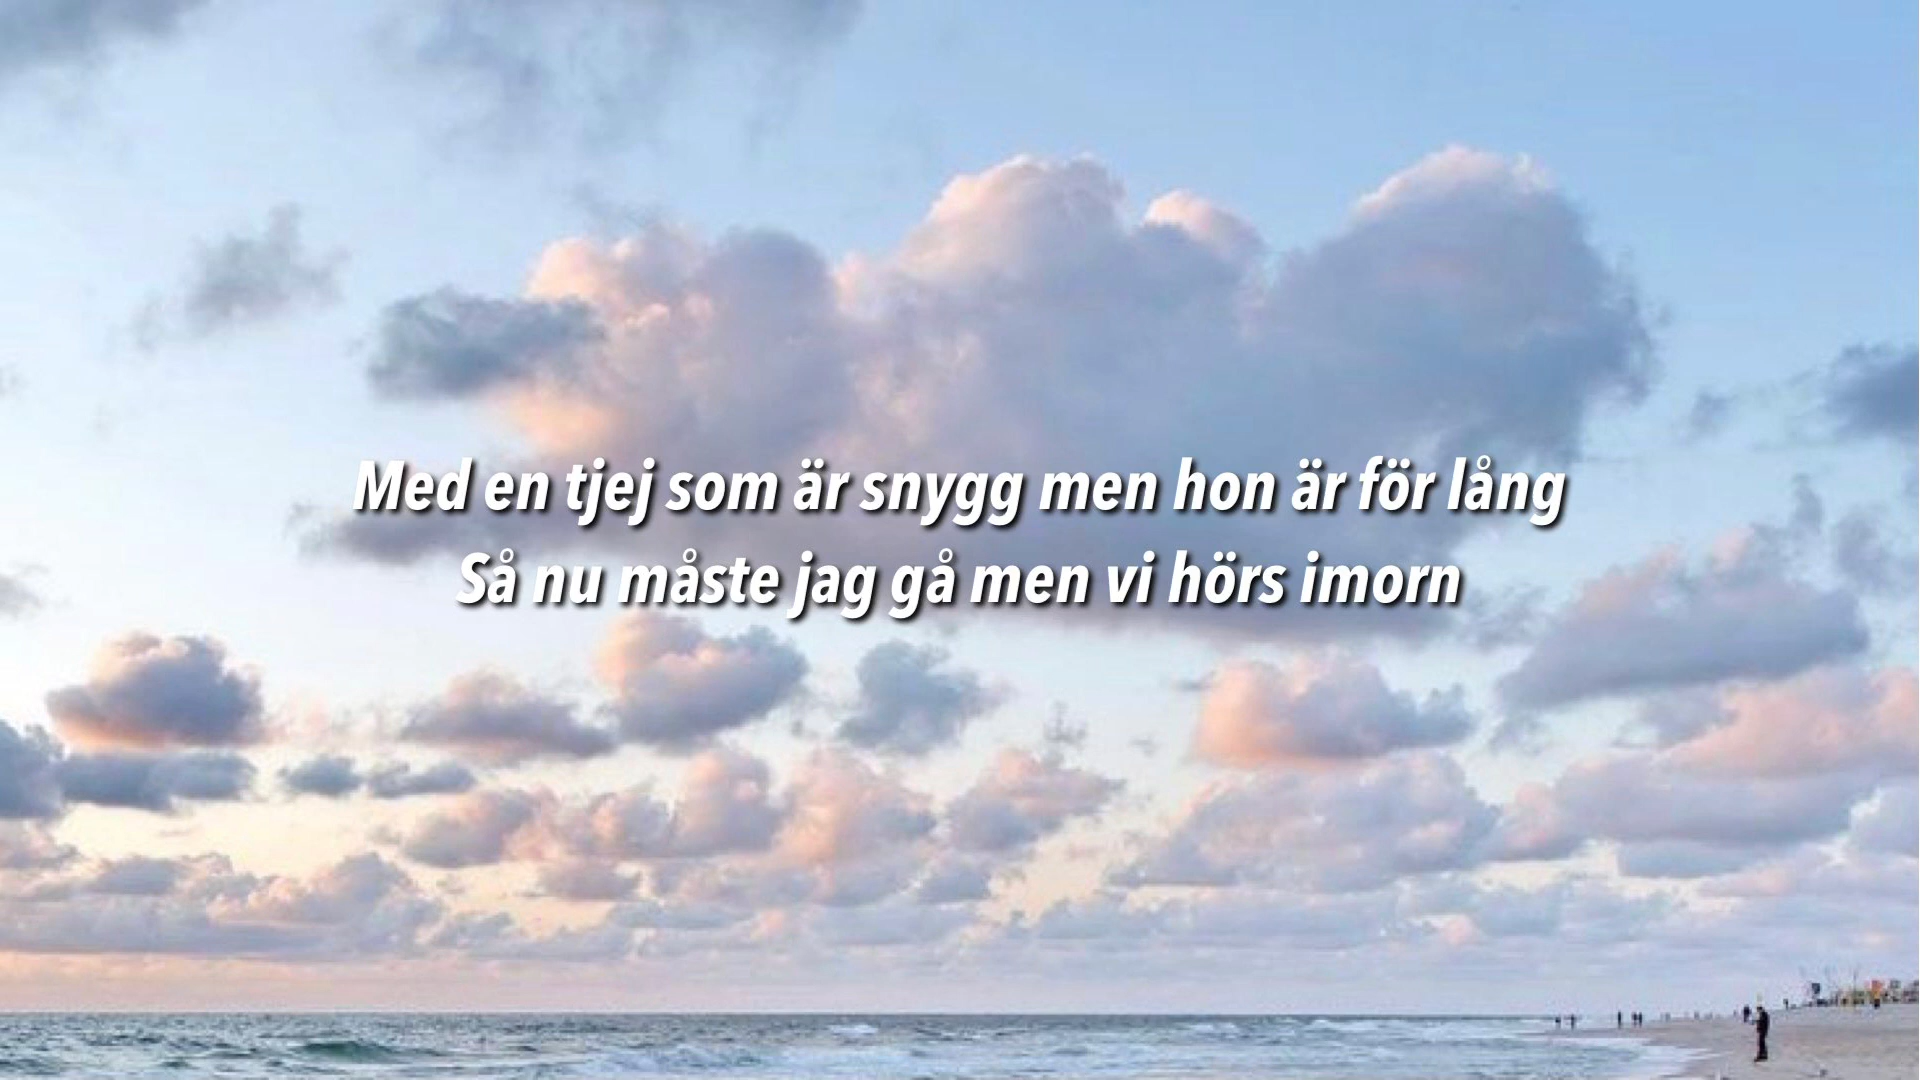 Med en tjej som är snygg men hon är för lång
Så nu måste jag gå men vi hörs imorn